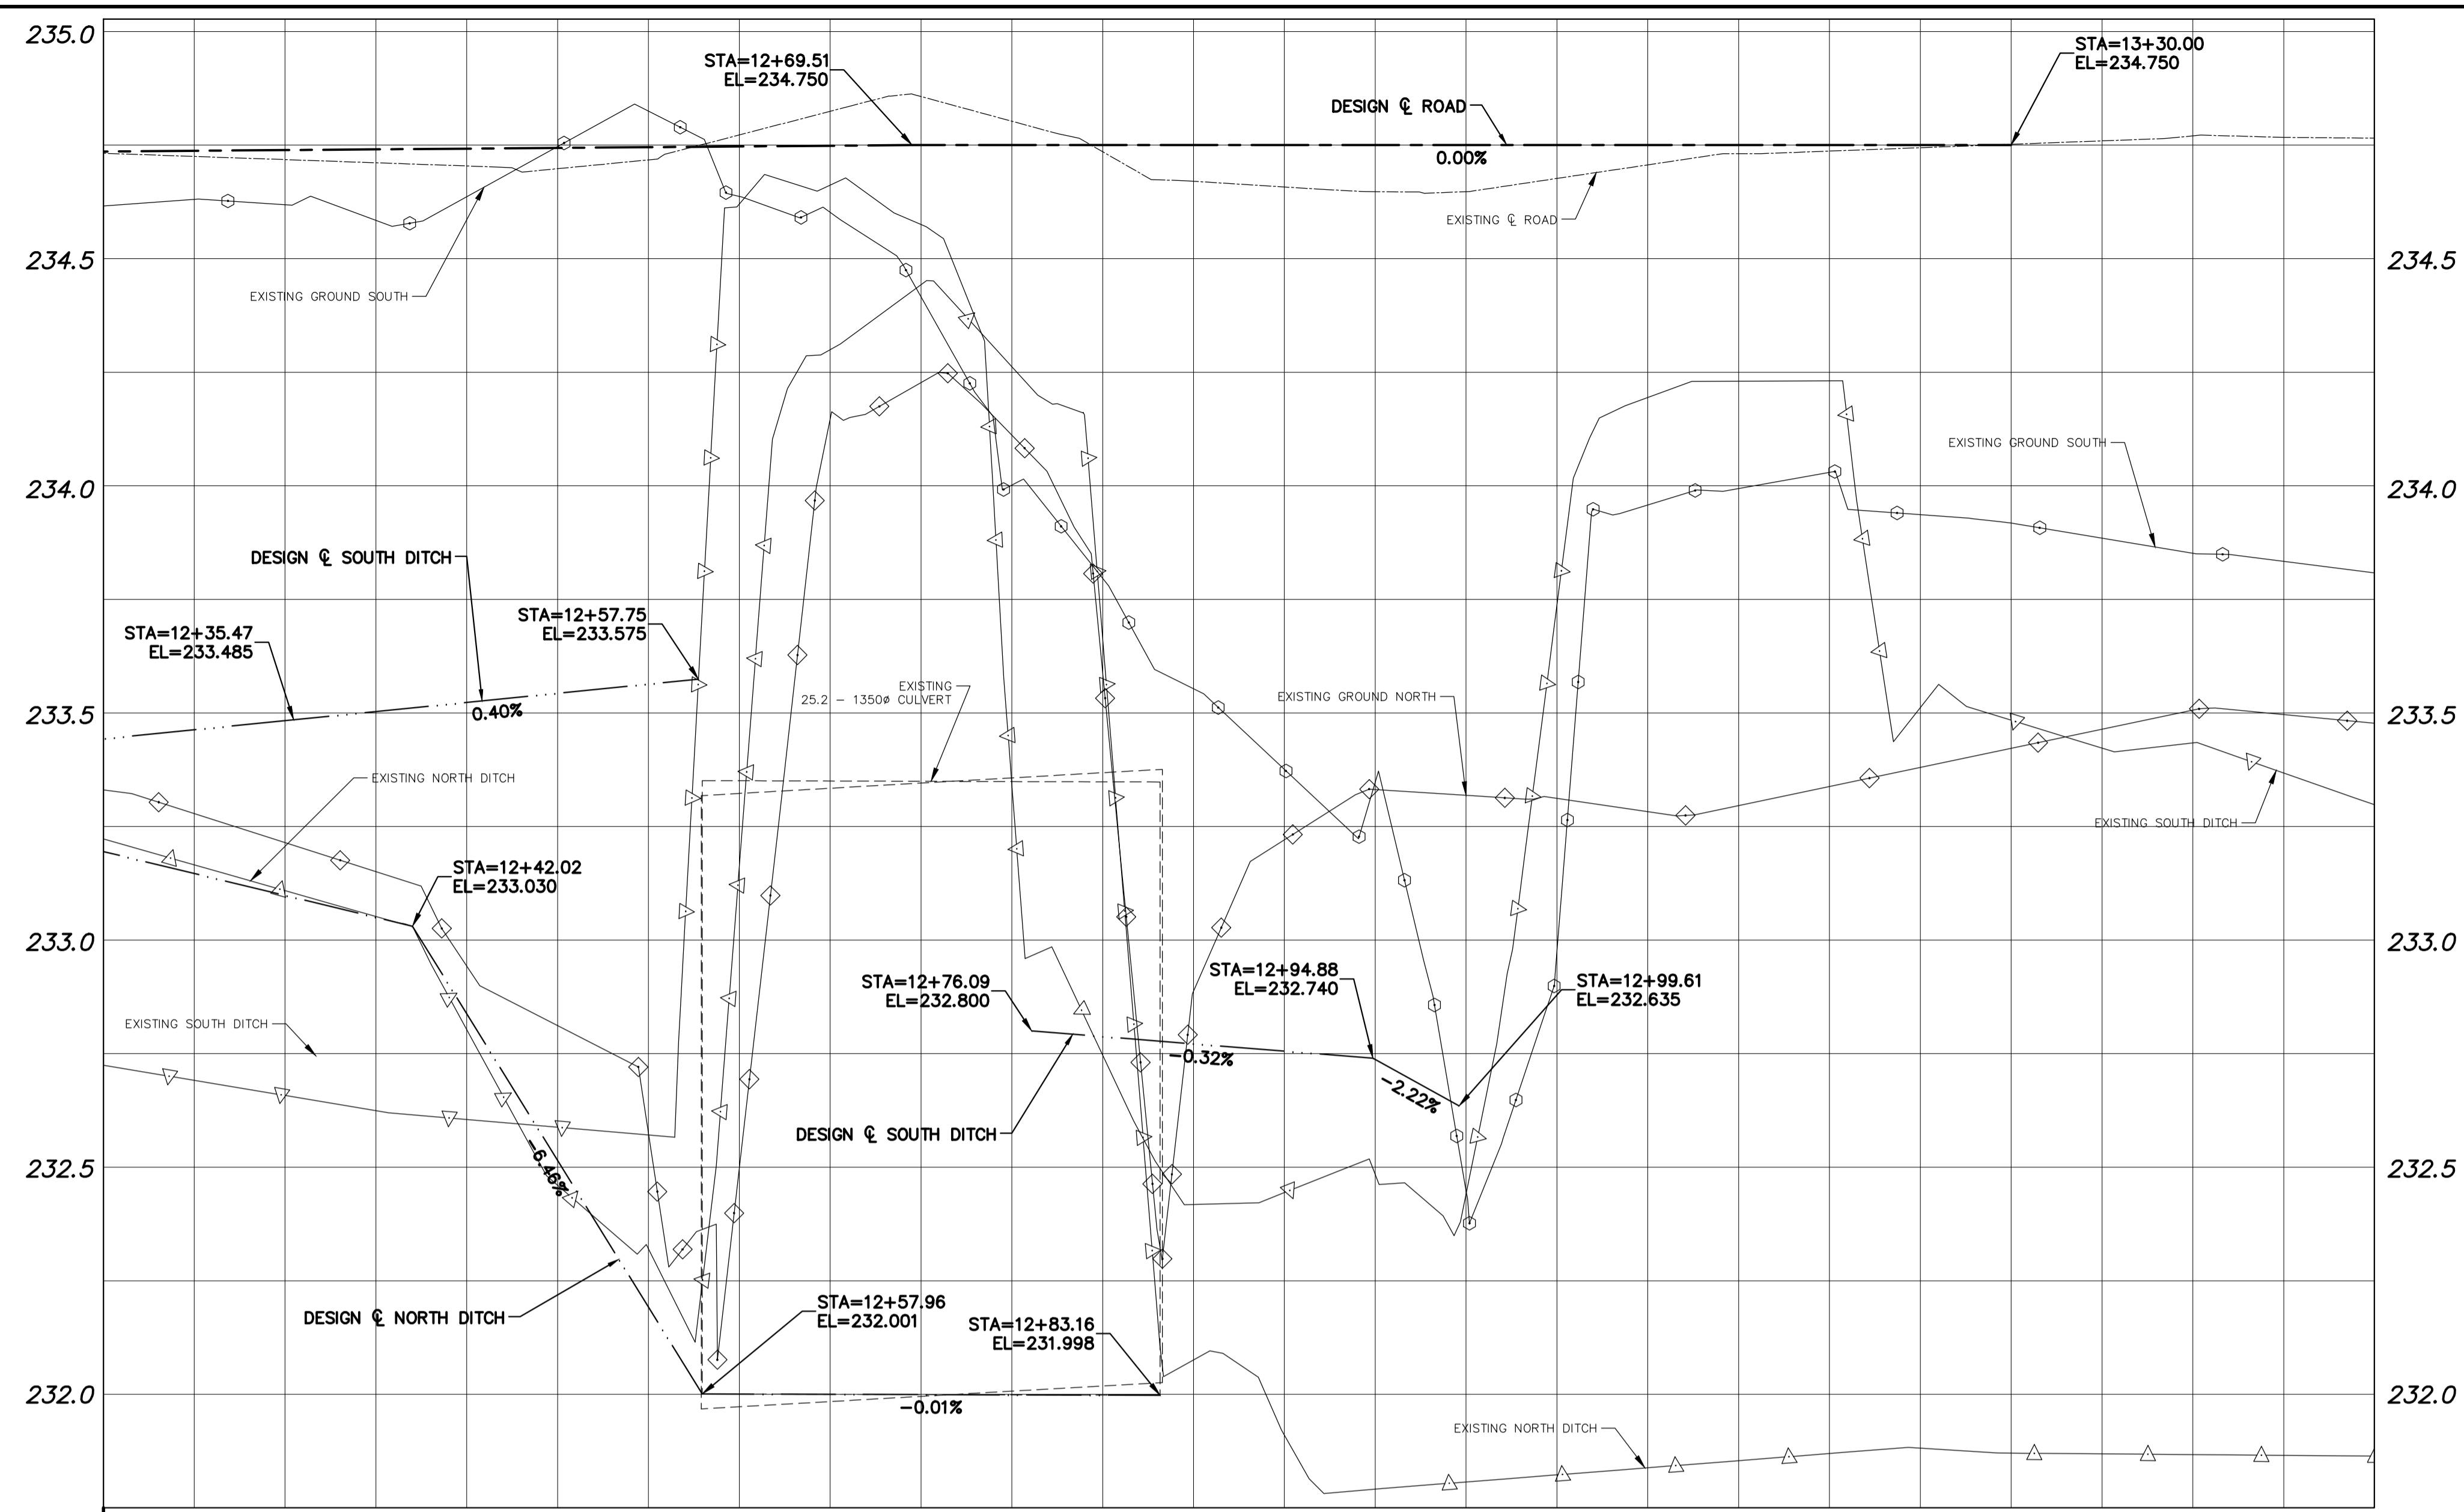 235.0
STA=12+69.51
EL=234.750
STA=13+30.00
EL=234.750
DESIGN ℄ ROAD
0.00%
EXISTING ℄ ROAD
234.5
234.5
EXISTING GROUND SOUTH
EXISTING GROUND SOUTH
234.0
234.0
DESIGN ℄ SOUTH DITCH
STA=12+35.47
EL=233.485
STA=12+57.75
EL=233.575
0.40%
EXISTING
25.2 – 1350ø CULVERT
EXISTING GROUND NORTH
233.5
233.5
EXISTING NORTH DITCH
EXISTING SOUTH DITCH
STA=12+42.02
EL=233.030
233.0
233.0
STA=12+76.09
EL=232.800
STA=12+94.88
EL=232.740
STA=12+99.61
EL=232.635
EXISTING SOUTH DITCH
-0.32%
-2.22%
DESIGN ℄ SOUTH DITCH
232.5
232.5
-6.46%
DESIGN ℄ NORTH DITCH
STA=12+57.96
EL=232.001
STA=12+83.16
EL=231.998
232.0
232.0
-0.01%
EXISTING NORTH DITCH